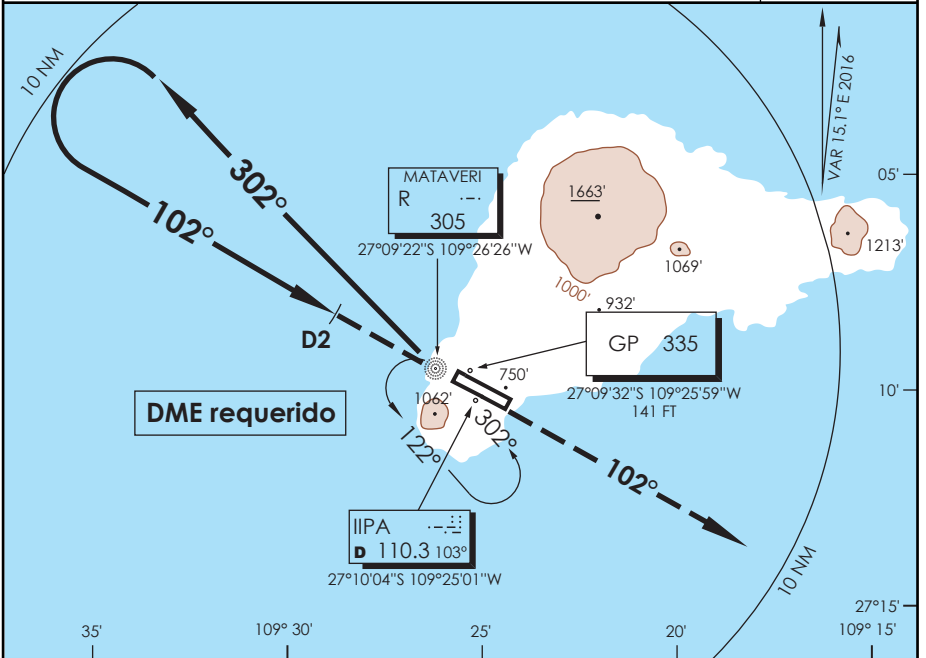 10 NM
VAR 15.1° E 2016
05'
302°
102°
MATAVERI
R
305
27°09'22"S 109°26'26"W
1663'
1213'
1069'
1000'
932'
D2
GP 335
27°09'32"S 109°25'59"W
141 FT
750'
10'
1062'
DME requerido
302°
122°
102°
IIPA
D 110.3 103°
27°10'04"S 109°25'01"W
10 NM
27°15'
35'
109° 30'
25'
20'
109° 15'